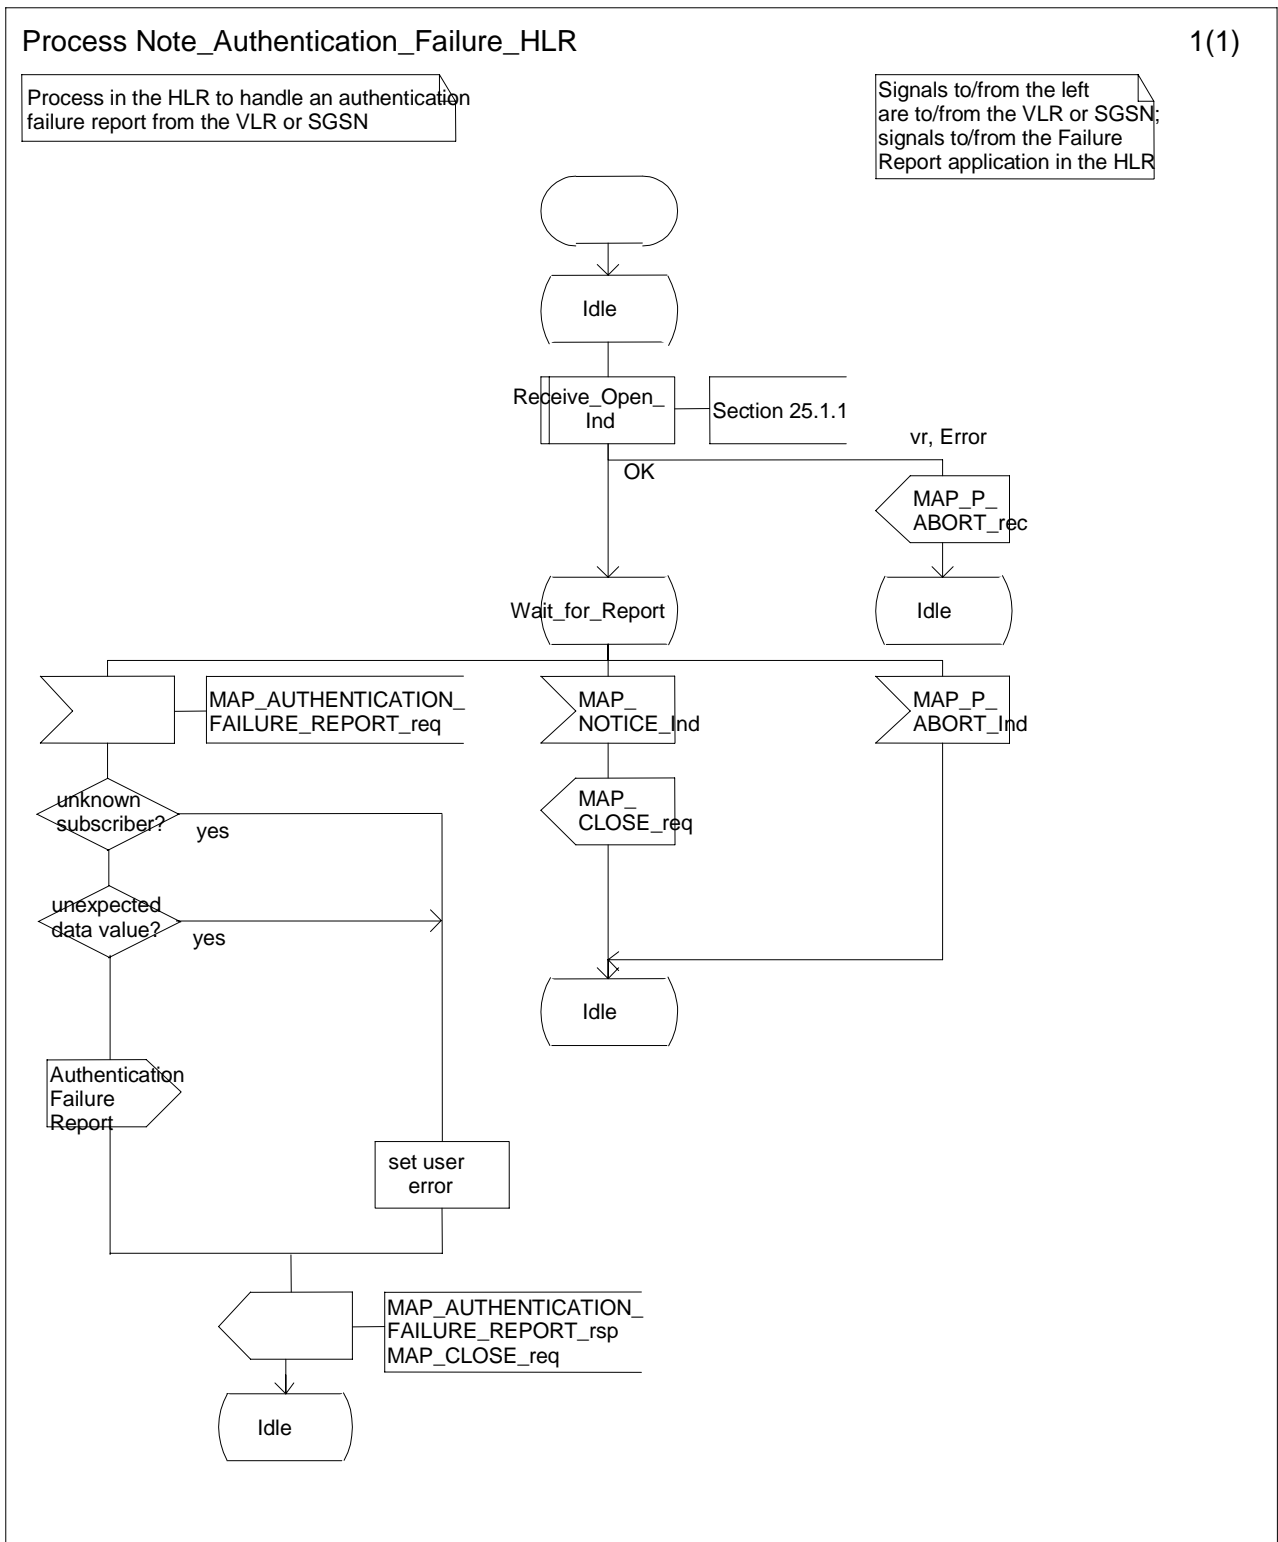 Process Note_Authentication_Failure_HLR
1(1)
Process in the HLR to handle an authentication
failure report from the VLR or SGSN
Signals to/from the left
are to/from the VLR or SGSN;
signals to/from the Failure
Report application in the HLR
Idle
Receive_Open_
Ind
Section 25.1.1
vr, Error
OK
MAP_P_
ABORT_rec
Wait_for_Report
Idle
MAP_AUTHENTICATION_
FAILURE_REPORT_req
MAP_
NOTICE_Ind
MAP_P_
ABORT_Ind
unknown
subscriber?
yes
MAP_
CLOSE_req
unexpected
data value?
yes
Idle
Authentication
Failure
Report
set user
error
MAP_AUTHENTICATION_
FAILURE_REPORT_rsp
MAP_CLOSE_req
Idle